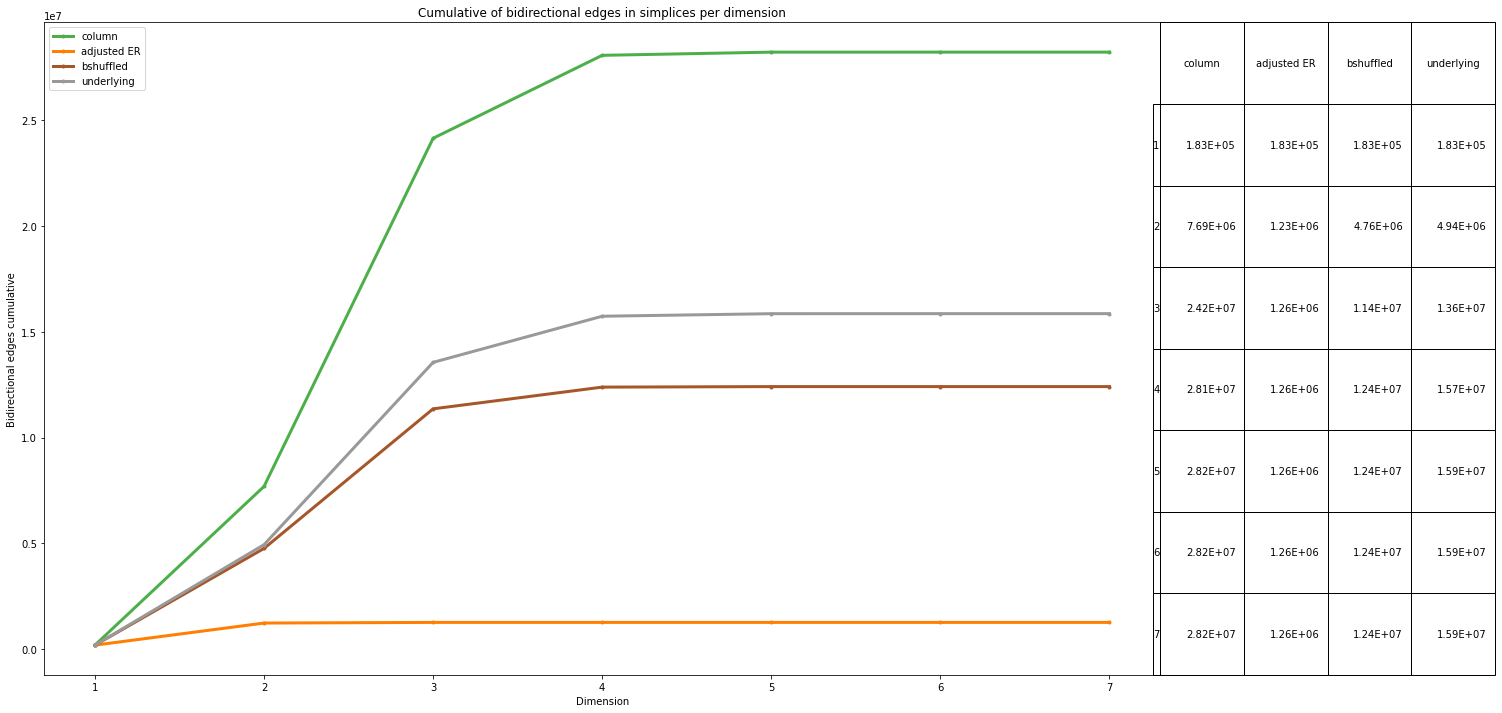 Cumulative of bidirectional edges in simplices per dimension
1e7
column
adjusted ER
bshuffled
underlying
2.5
2.0
1.5
1.0
0.5
0.0
Bidirectional edges cumulative
1 2 3 4 5 6 7
Dimension
column adjusted ER bshuffled underlying
1 1.83E+05 1.83E+05 1.83E+05 1.83E+05
2 7.69E+06 1.23E+06 4.76E+06 4.94E+06
3 2.42E+07 1.26E+06 1.14E+07 1.36E+07
4 2.81E+07 1.26E+06 1.24E+07 1.57E+07
5 2.82E+07 1.26E+06 1.24E+07 1.59E+07
6 2.82E+07 1.26E+06 1.24E+07 1.59E+07
7 2.82E+07 1.26E+06 1.24E+07 1.59E+07